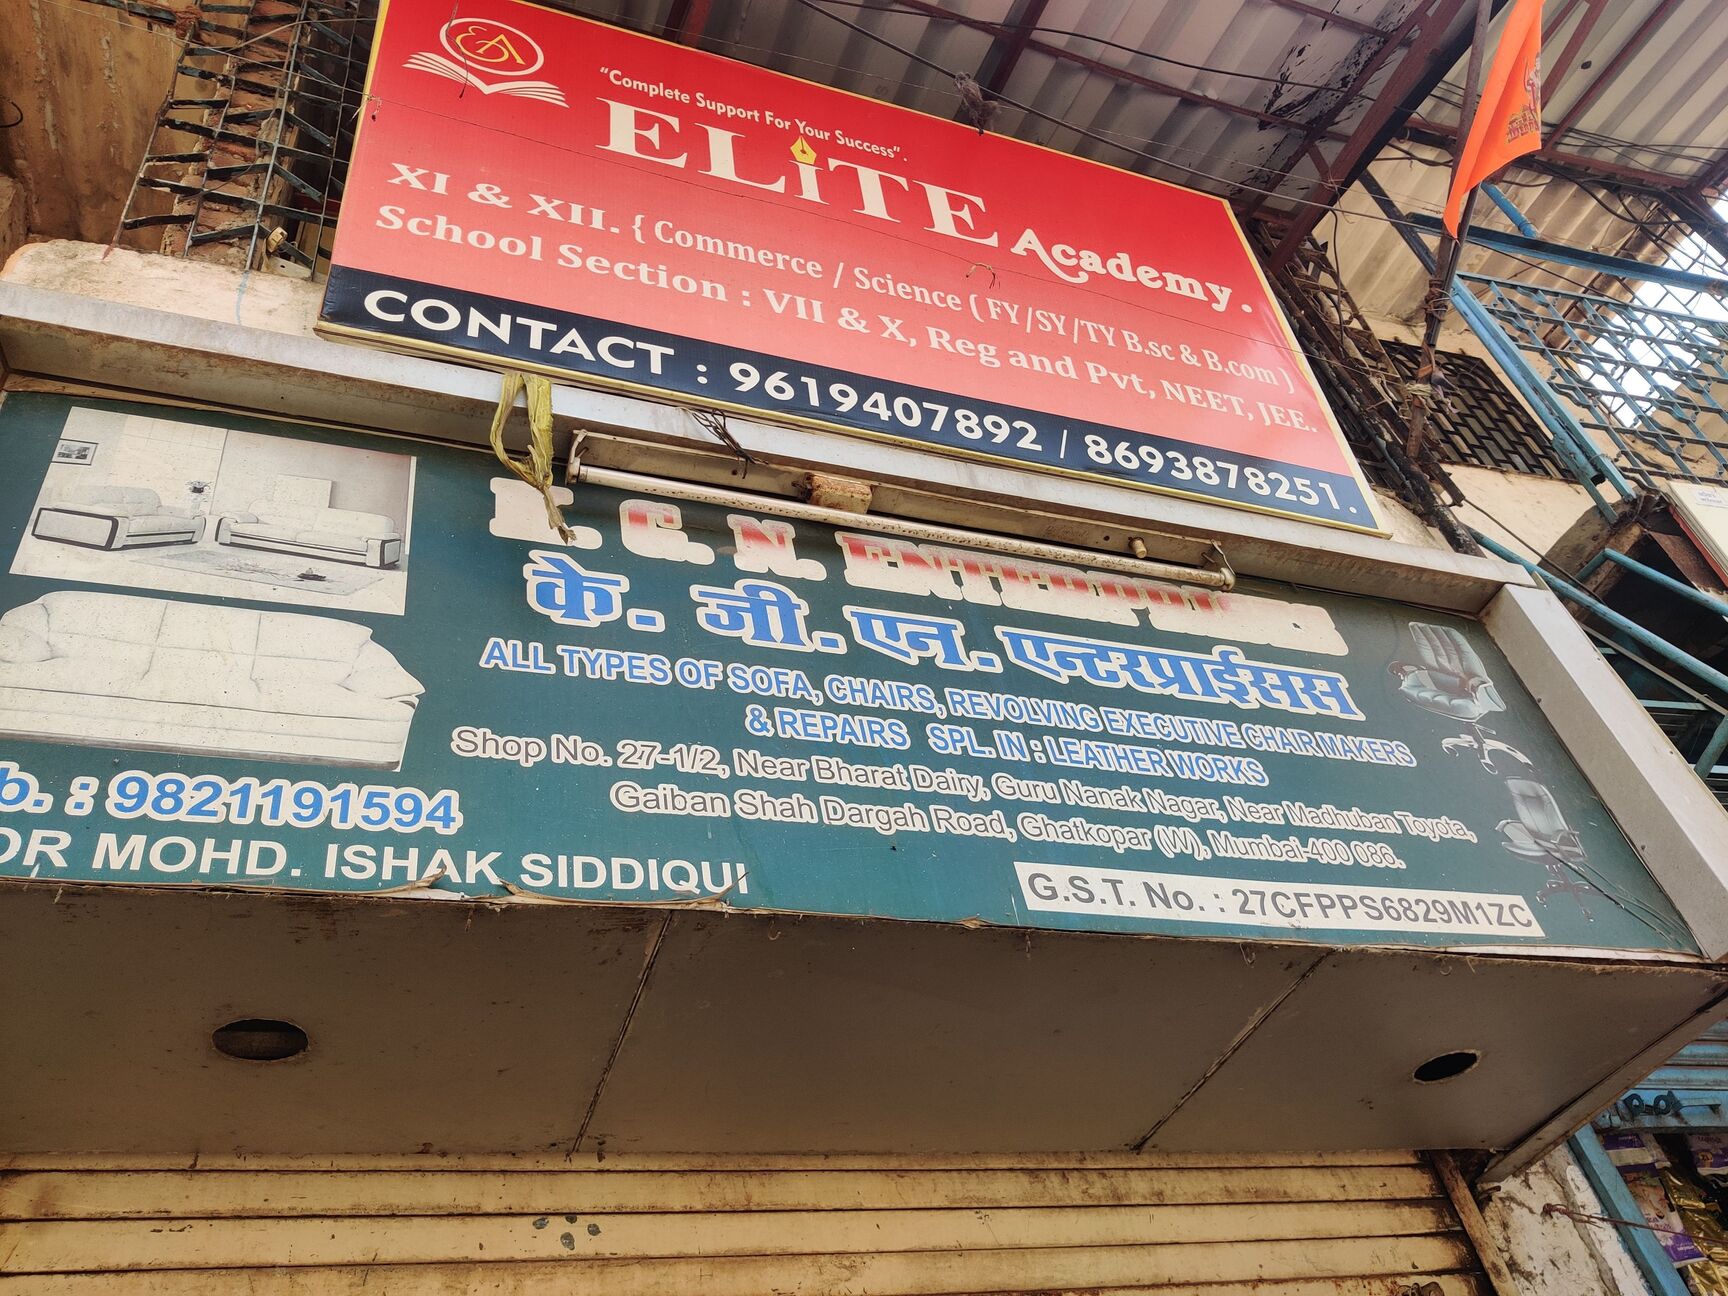 "Complete Support For Your Success".
ELiTE Academy.
XI & XII. { Commerce / Science ( FY / SY / TY B.sc & B.com )
School Section : VII & X, Reg and Pvt, NEET, JEE.
CONTACT : 9619407892 / 8693878251.
के. जी. एन. एन्टरप्राईसस
ALL TYPES OF SOFA, CHAIRS, REVOLVING EXECUTIVE CHAIR MAKERS
& REPAIRS SPL. IN : LEATHER WORKS
Shop No. 27-1/2, Near Bharat Dairy, Guru Nanak Nagar, Near Madhuban Toyota,
Gaiban Shah Dargah Road, Ghatkopar (W), Mumbai-400 086.
b. : 9821191594
OR MOHD. ISHAK SIDDIQUI
G.S.T. No. : 27CFPPS6829M1ZC